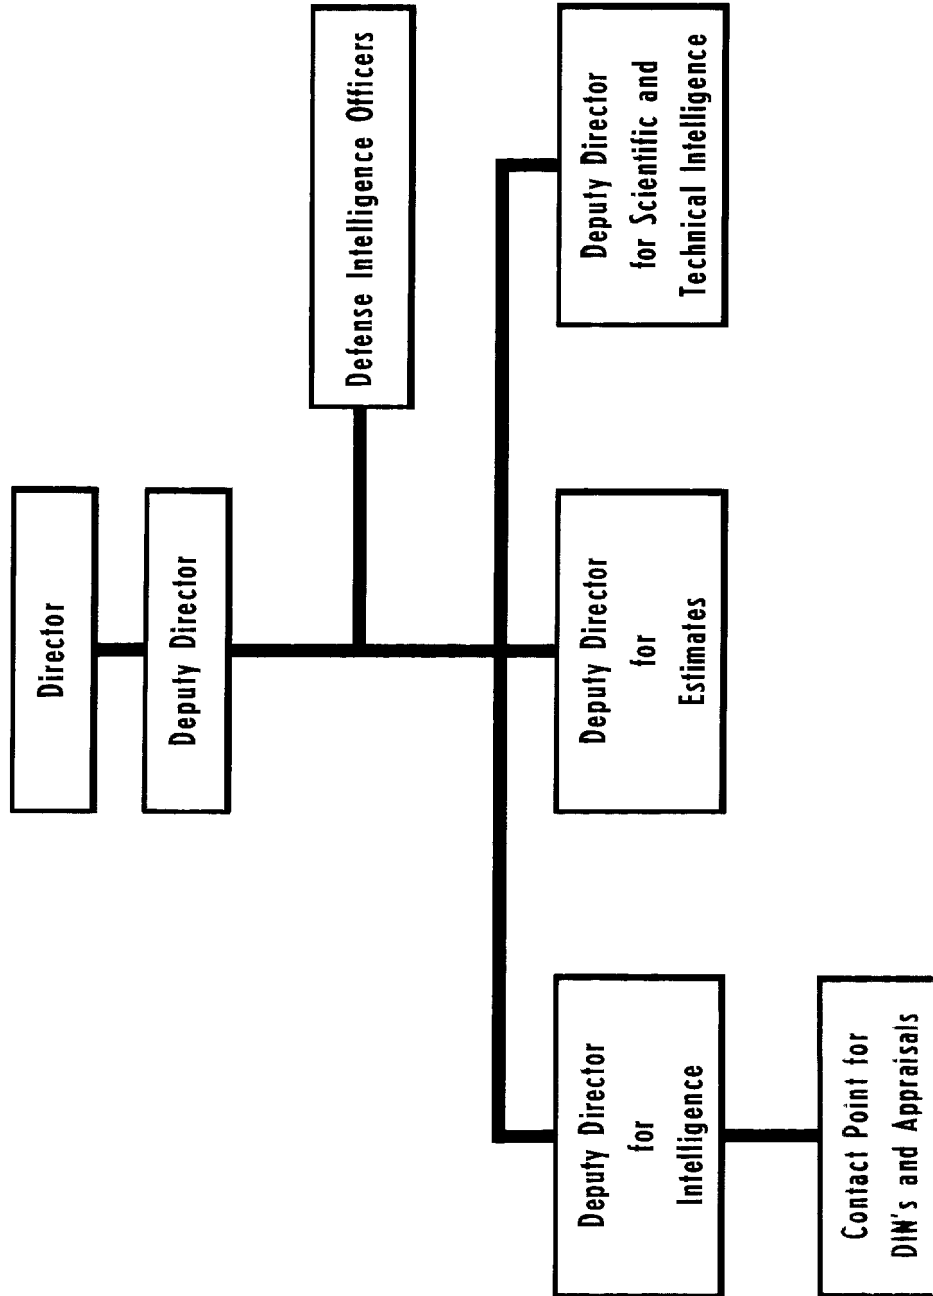 Director
Deputy Director
Defense Intelligence Officers
Deputy Director
for
Intelligence
Deputy Director
for
Estimates
Deputy Director
for Scientific and
Technical Intelligence
Contact Point for
DIN's and Appraisals